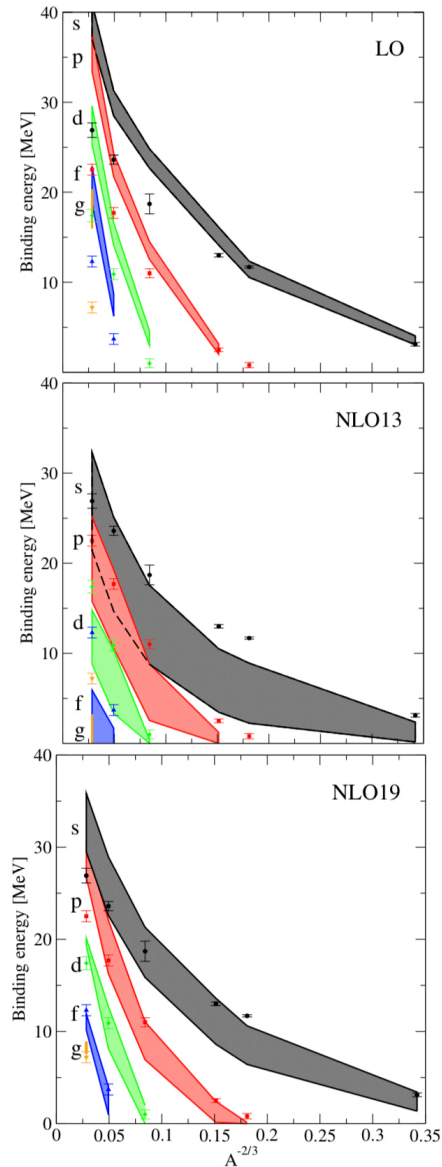 40
s
LO
p
30
d
20
f
g
10
Binding energy [MeV]
40
NLO13
30
s
p
20
d
10
f
g
Binding energy [MeV]
40
NLO19
s
30
p
20
d
f
10
g
0
Binding energy [MeV]
0 0.05 0.1 0.15 0.2 0.25 0.3 0.35
A^-2/3